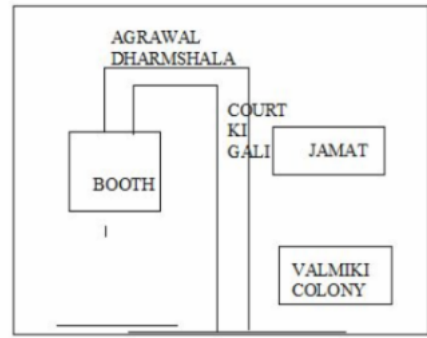 AGRAWAL
DHARMSHALA
COURT
KI
GALI
JAMAT
BOOTH
VALMIKI
COLONY